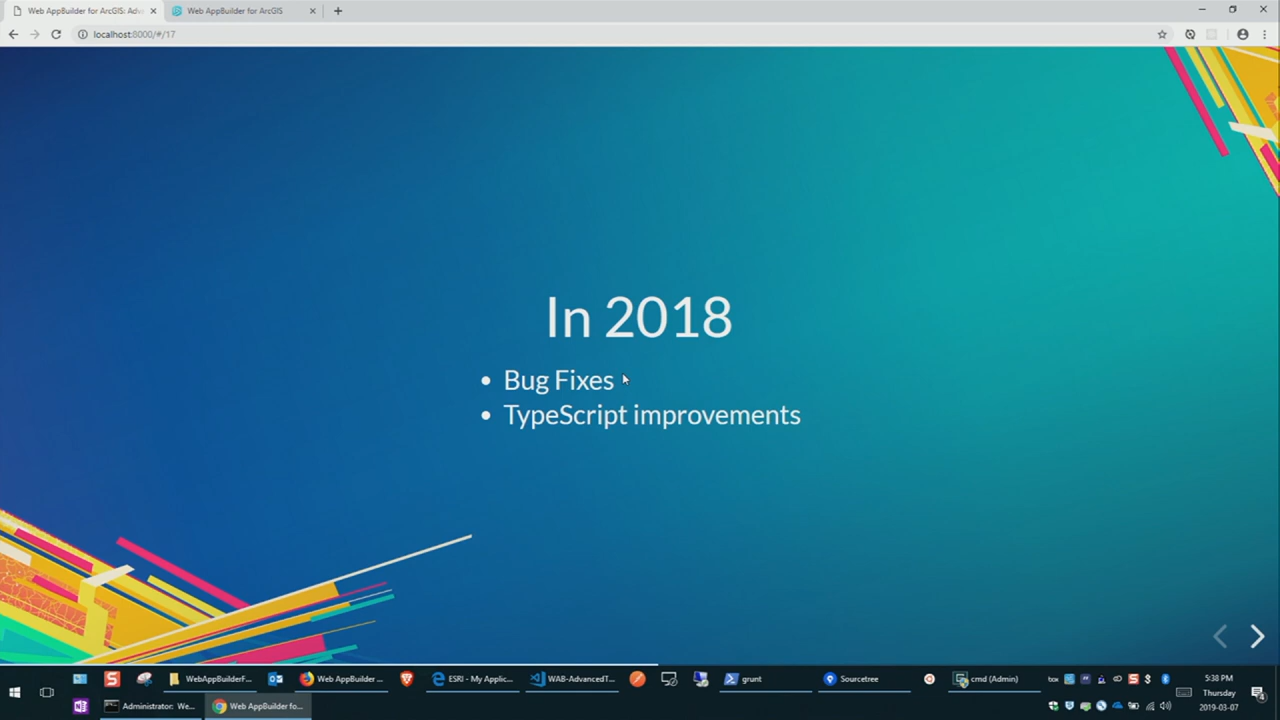 Web AppBuilder for ArcGIS: Adv
Web AppBuilder for ArcGIS
localhost:8000/#/17
In 2018
• Bug Fixes
• TypeScript improvements
WebAppBuilderF...
Web AppBuilder ...
ESRI - My Applic...
WAB-AdvancedT...
grunt
Sourcetree
cmd (Admin)
box
5:38 PM
Thursday
2019-03-07
4
Administrator: We...
Web AppBuilder fo...